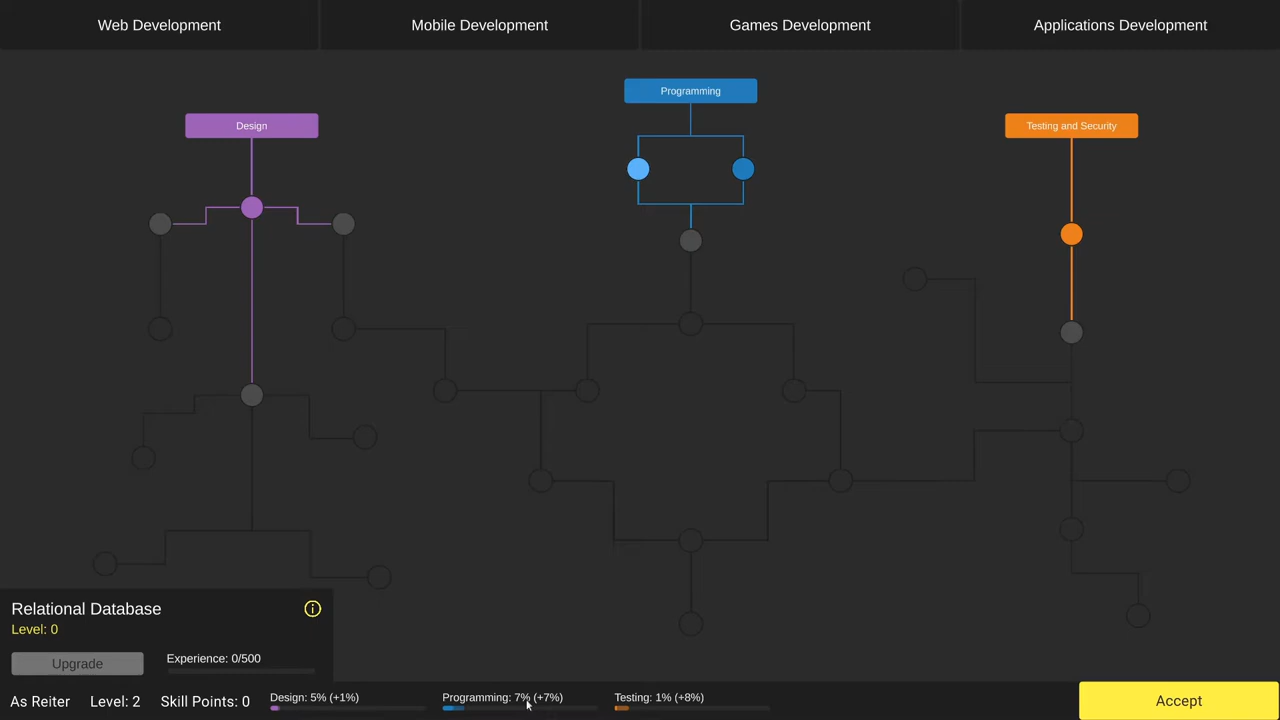 Web Development
Mobile Development
Games Development
Applications Development
Programming
Design
Testing and Security
Relational Database
Level: 0
Upgrade
Experience: 0/500
As Reiter
Level: 2
Skill Points: 0
Design: 5% (+1%)
Programming: 7% (+7%)
Testing: 1% (+8%)
Accept